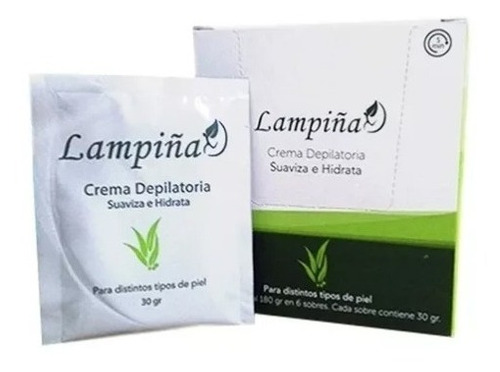 Lampiña
Crema Depilatoria
Suaviza e Hidrata
Para distintos tipos de piel
30 gr
5
min
Lampiña
Crema Depilatoria
Suaviza e Hidrata
Para distintos tipos de piel
180 gr en 6 sobres. Cada sobre contiene 30 gr.